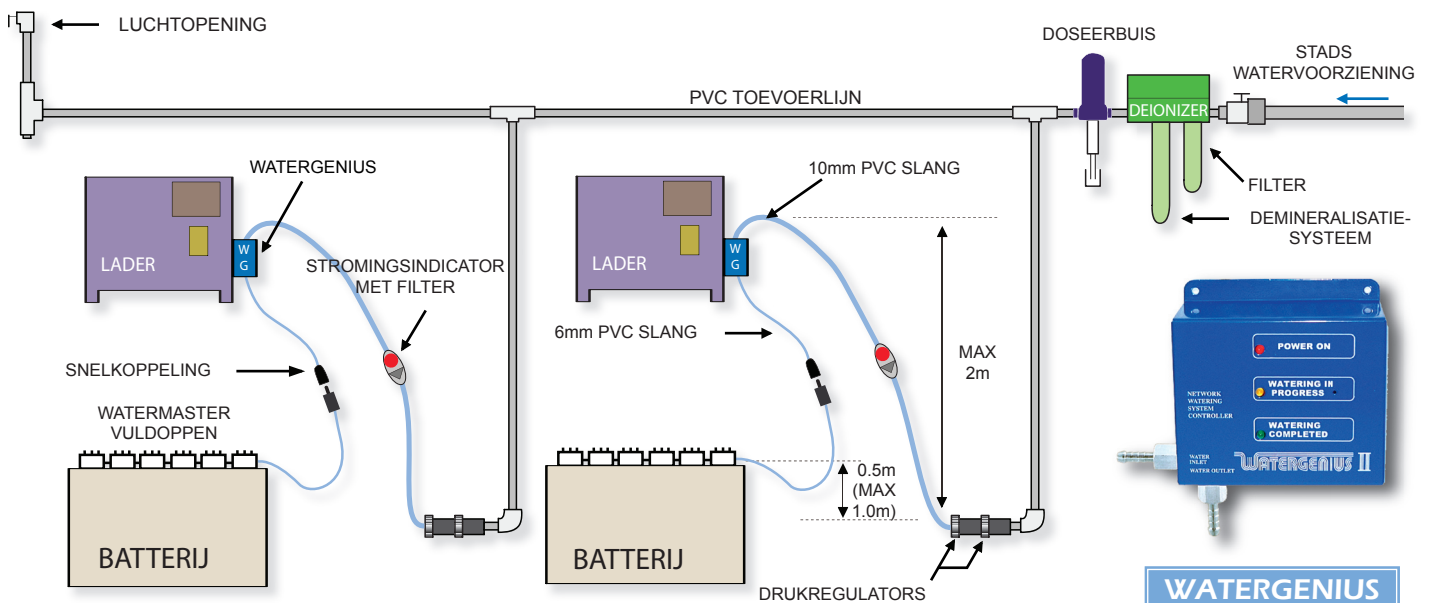 LUCHTOPENING
DOSEERBUIS
STADS
WATERVOORZIENING
PVC TOEVOERLIJN
DEIONIZER
WATERGENIUS
10mm PVC SLANG
FILTER
DEMINERALISATIE-
SYSTEEM
LADER
W
G
STROMINGSINDICATOR
MET FILTER
LADER
W
G
6mm PVC SLANG
MAX
2m
SNELKOPPELING
WATERMASTER
VULDOPPEN
0.5m
(MAX
1.0m)
BATTERIJ
BATTERIJ
DRUKREGULATORS
POWER ON
WATERING IN
PROGRESS
NETWORK
WATERING
SYSTEM
CONTROLLER
WATERING
COMPLETED
WATER
INLET
WATER OUTLET
WATERGENIUS II
WATERGENIUS